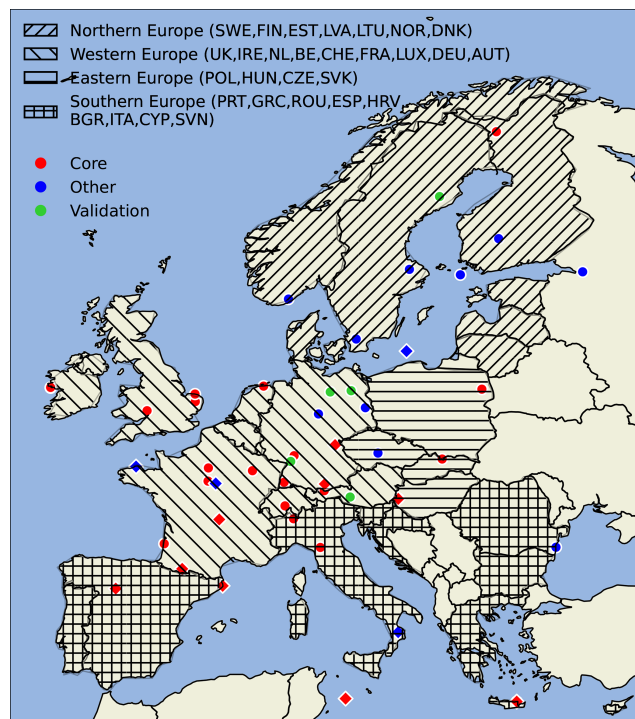 Northern Europe (SWE,FIN,EST,LVA,LTU,NOR,DNK)
Western Europe (UK,IRE,NL,BE,CHE,FRA,LUX,DEU,AUT)
Eastern Europe (POL,HUN,CZE,SVK)
Southern Europe (PRT,GRC,ROU,ESP,HRV
BGR,ITA,CYP,SVN)
Core
Other
Validation